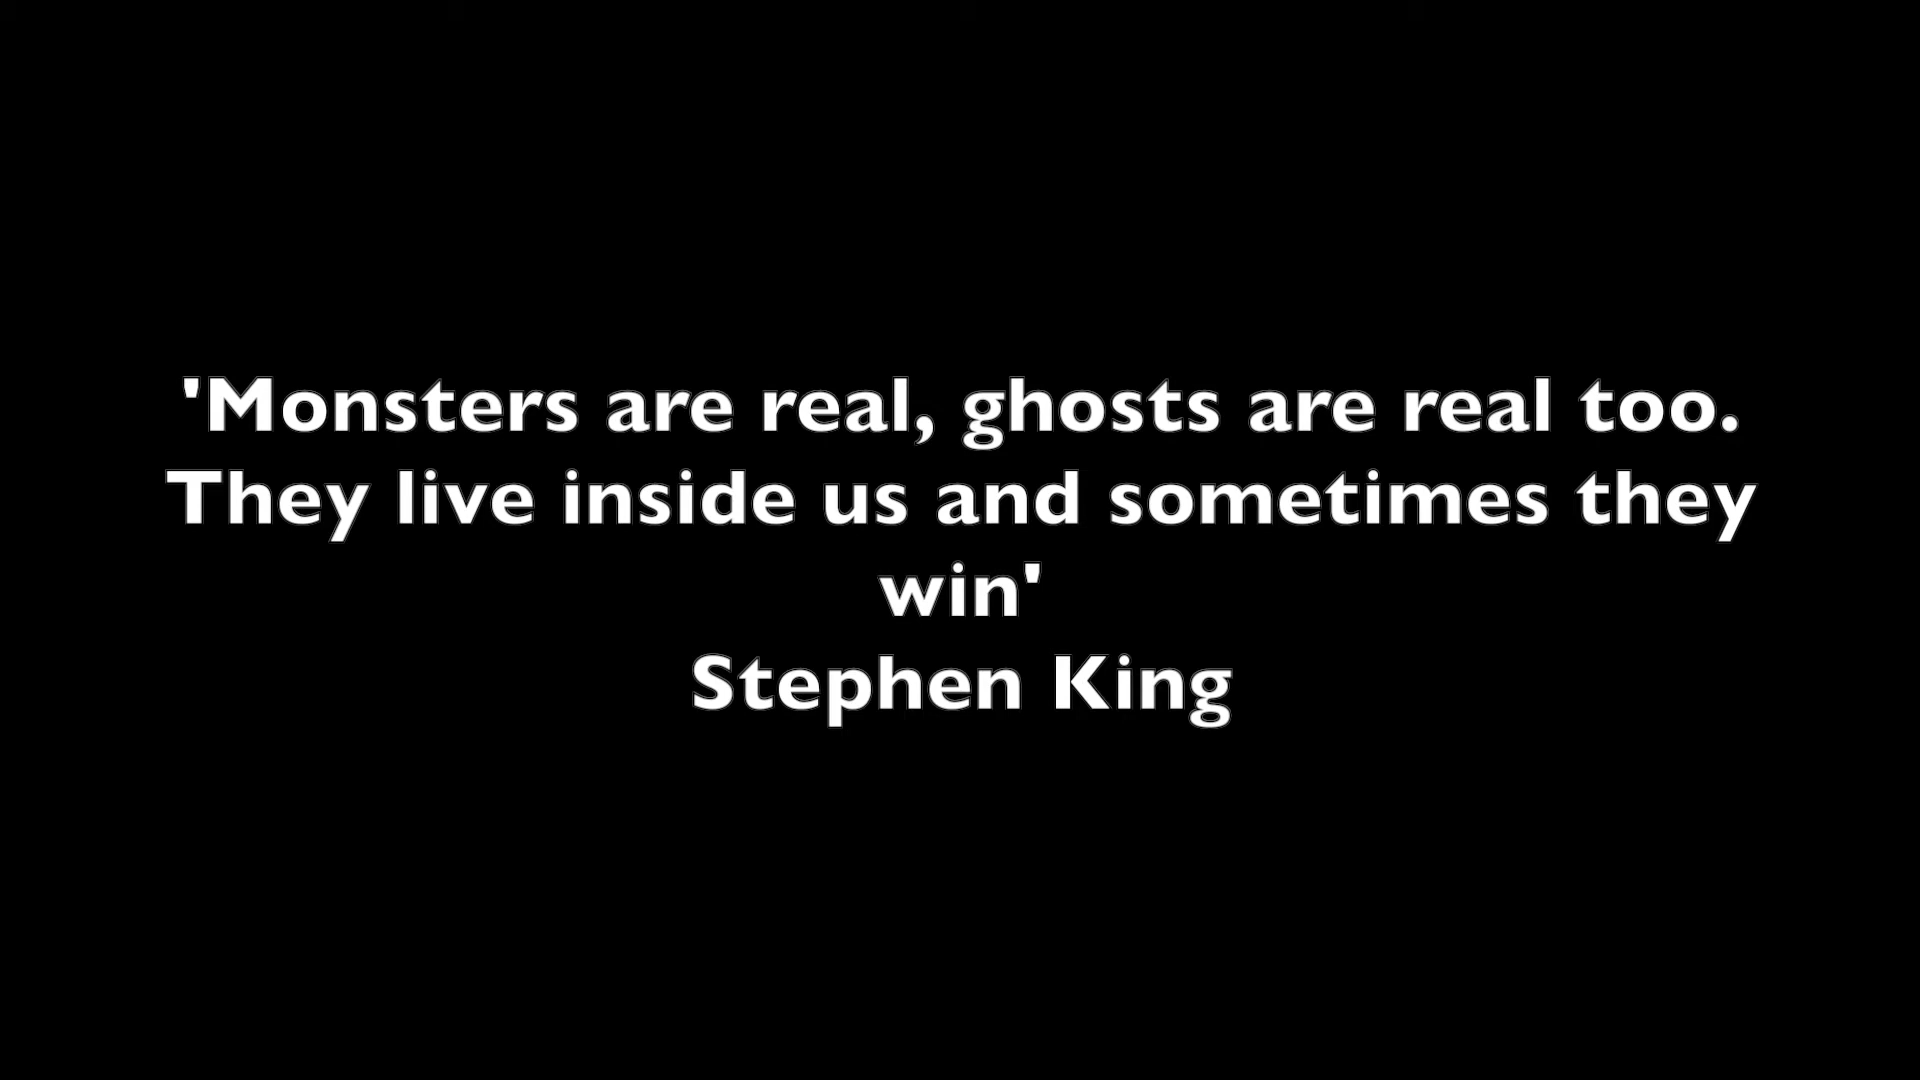 'Monsters are real, ghosts are real too.
They live inside us and sometimes they
win'
Stephen King